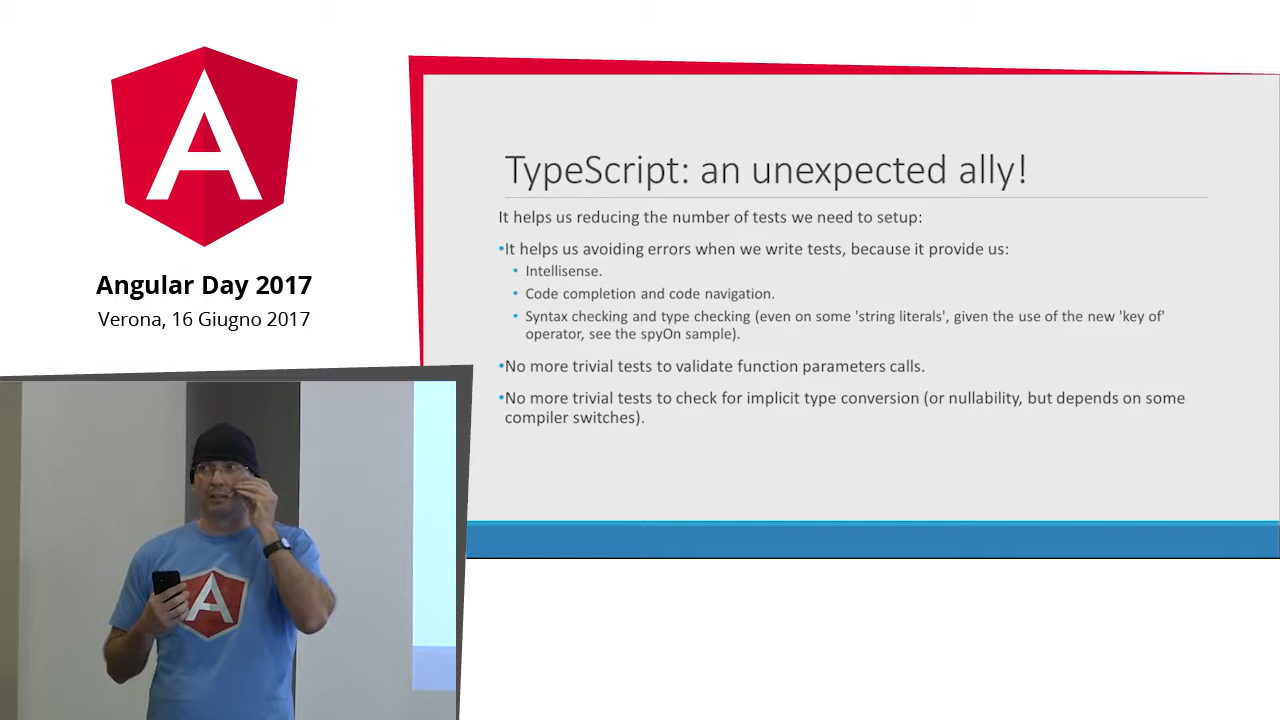 Angular Day 2017
Verona, 16 Giugno 2017
TypeScript: an unexpected ally!
It helps us reducing the number of tests we need to setup:
•It helps us avoiding errors when we write tests, because it provide us:
• Intellisense.
• Code completion and code navigation.
• Syntax checking and type checking (even on some 'string literals', given the use of the new 'key of'
operator, see the spyOn sample).
•No more trivial tests to validate function parameters calls.
•No more trivial tests to check for implicit type conversion (or nullability, but depends on some
compiler switches).